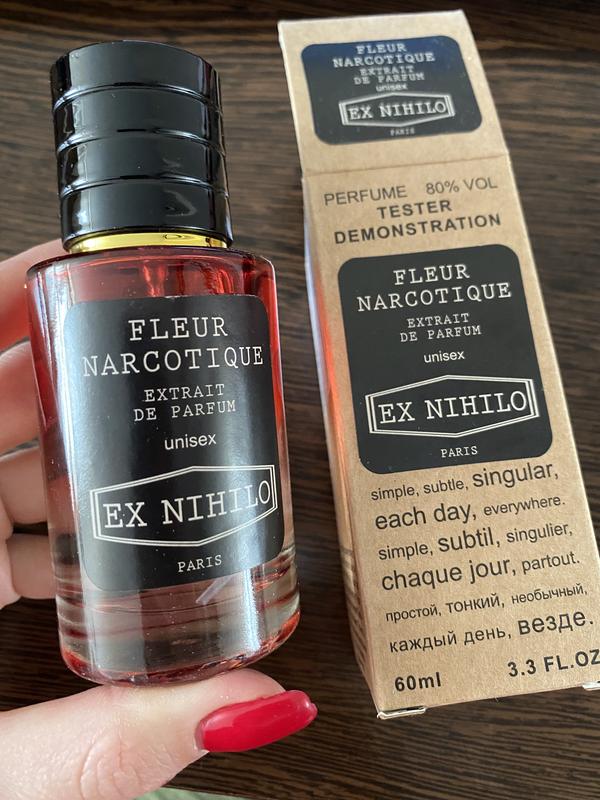 FLEUR
NARCOTIQUE
EXTRAIT
DE PARFUM
unisex
EX NIHILO
PARIS
FLEUR
NARCOTIQUE
EXTRAIT
DE PARFUM
unisex
EX NIHILO
PARIS
PERFUME 80% VOL
TESTER
DEMONSTRATION
FLEUR
NARCOTIQUE
EXTRAIT
DE PARFUM
unisex
EX NIHILO
PARIS
simple, subtle, singular,
each day, everywhere.
simple, subtil, singulier,
chaque jour, partout.
простой, тонкий, необычный,
каждый день, везде.
60ml 3.3 FL.OZ